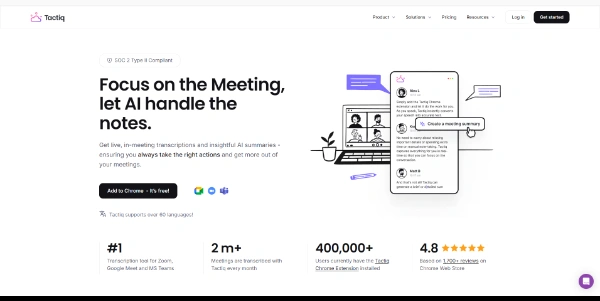 Tactiq
Product
Solutions
Pricing
Resources
Log in
Get started
SOC 2 Type II Compliant
Focus on the Meeting,
let AI handle the
notes.
Get live, in-meeting transcriptions and insightful AI summaries -
ensuring you always take the right actions and get more out of
your meetings.
Add to Chrome - It's free!
Tactiq supports over 60 languages!
Create a meeting summary
#1
Transcription tool for Zoom,
Google Meet and MS Teams
2 m+
Meetings are transcribed with
Tactiq every month
400,000+
Users currently have the Tactiq
Chrome Extension installed
4.8
Based on 1,700+ reviews on
Chrome Web Store